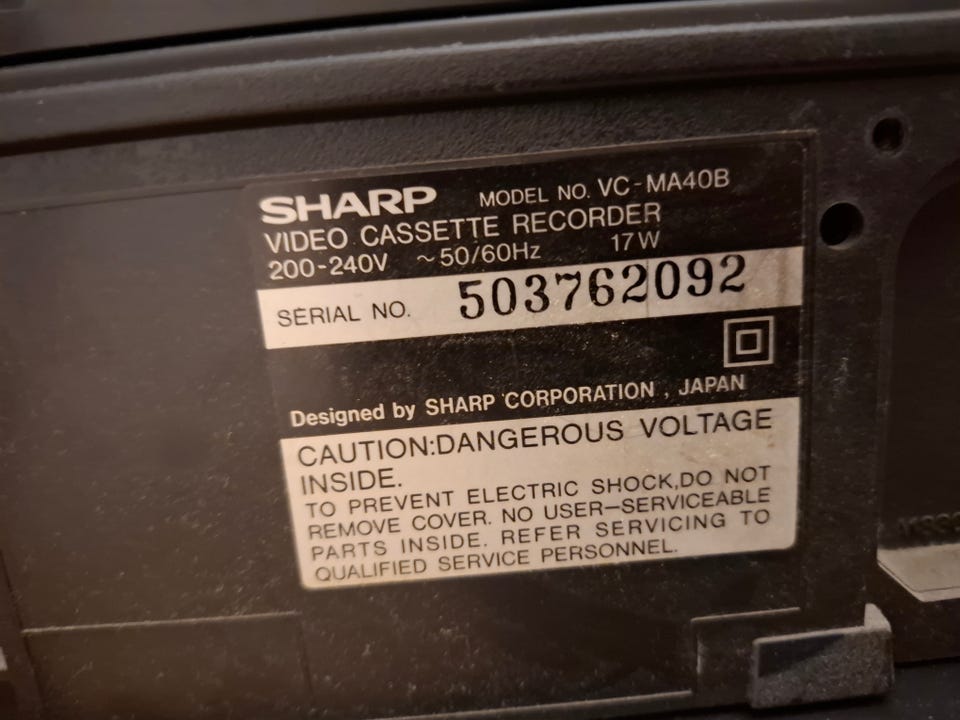 SHARP MODEL NO. VC-MA40B
VIDEO CASSETTE RECORDER
200-240V ~50/60Hz 17W
SERIAL NO. 503762092
Designed by SHARP CORPORATION , JAPAN
CAUTION:DANGEROUS VOLTAGE
INSIDE.
TO PREVENT ELECTRIC SHOCK,DO NOT
REMOVE COVER. NO USER-SERVICEABLE
PARTS INSIDE. REFER SERVICING TO
QUALIFIED SERVICE PERSONNEL.